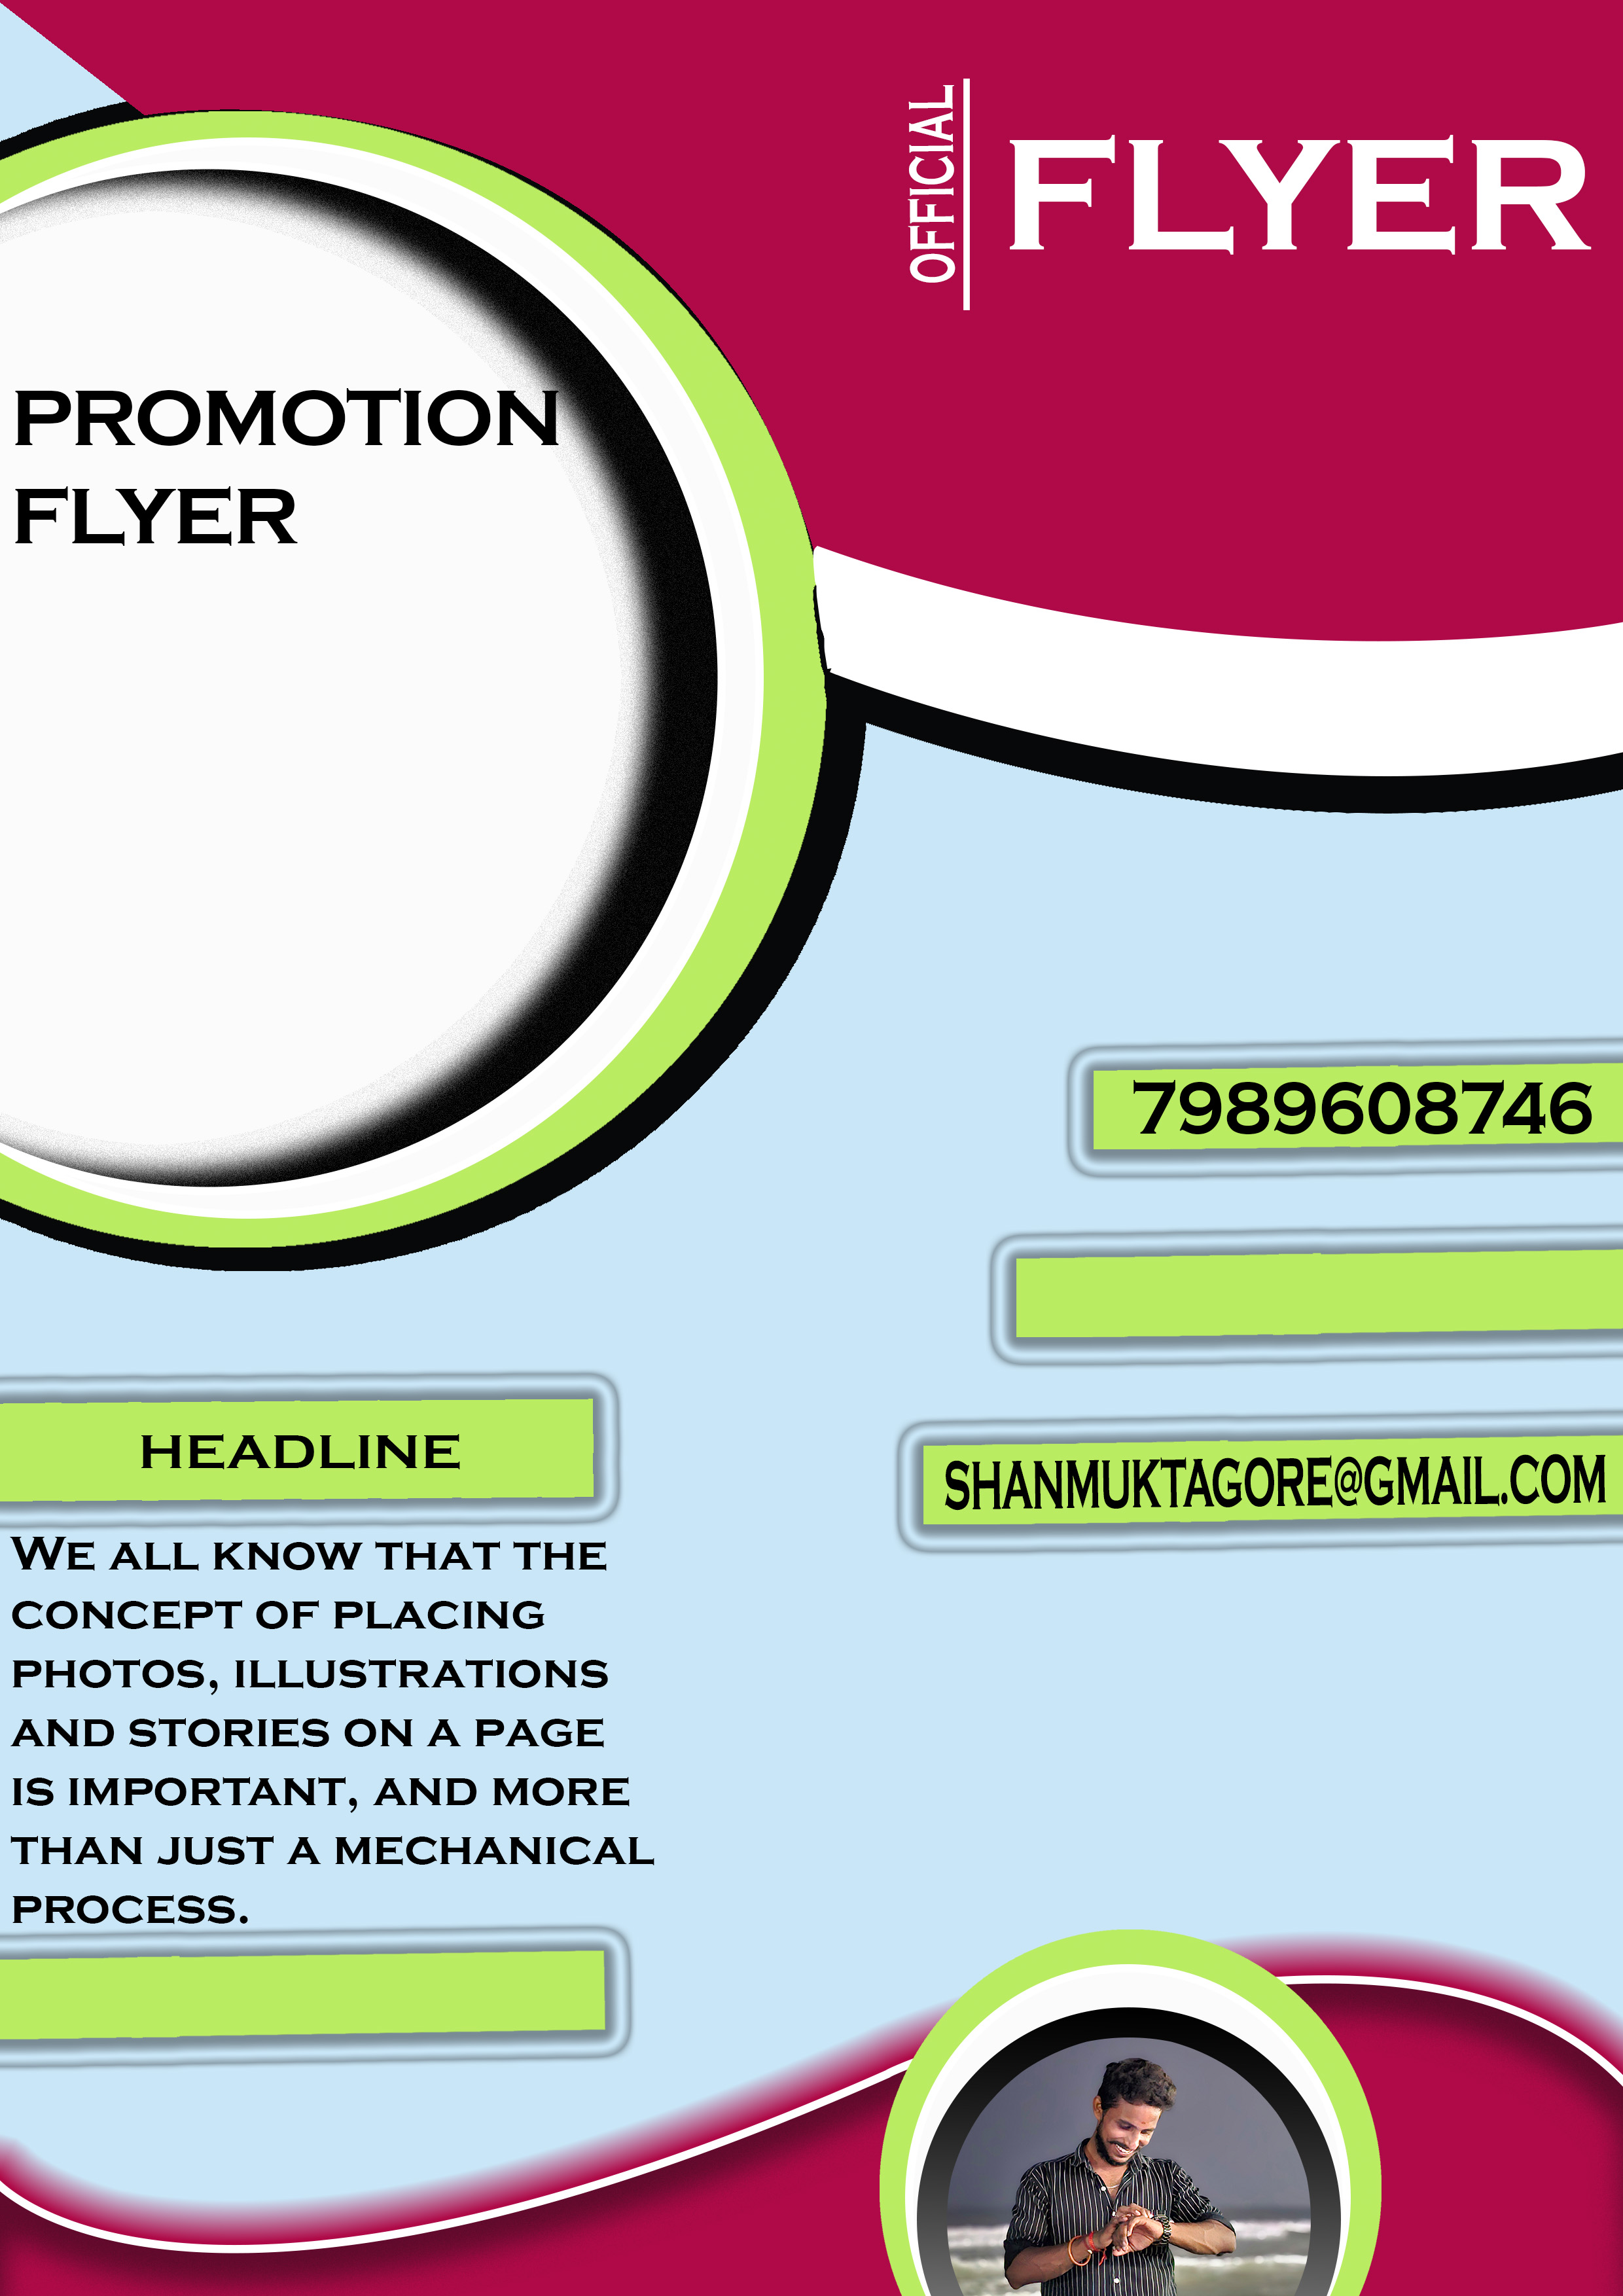 OFFICIAL
FLYER
PROMOTION
FLYER
7989608746
SHANMUKTAGORE@GMAIL.COM
HEADLINE
WE ALL KNOW THAT THE
CONCEPT OF PLACING
PHOTOS, ILLUSTRATIONS
AND STORIES ON A PAGE
IS IMPORTANT, AND MORE
THAN JUST A MECHANICAL
PROCESS.